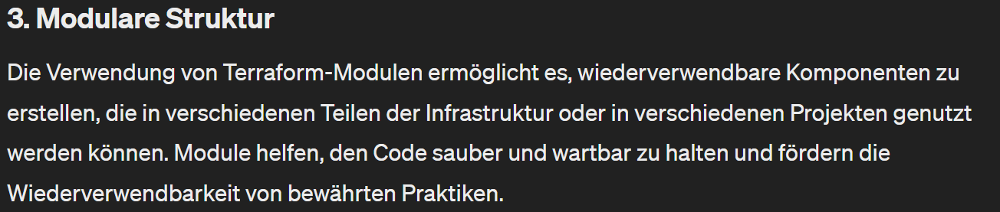 3. Modulare Struktur
Die Verwendung von Terraform-Modulen ermöglicht es, wiederverwendbare Komponenten zu
erstellen, die in verschiedenen Teilen der Infrastruktur oder in verschiedenen Projekten genutzt
werden können. Module helfen, den Code sauber und wartbar zu halten und fördern die
Wiederverwendbarkeit von bewährten Praktiken.